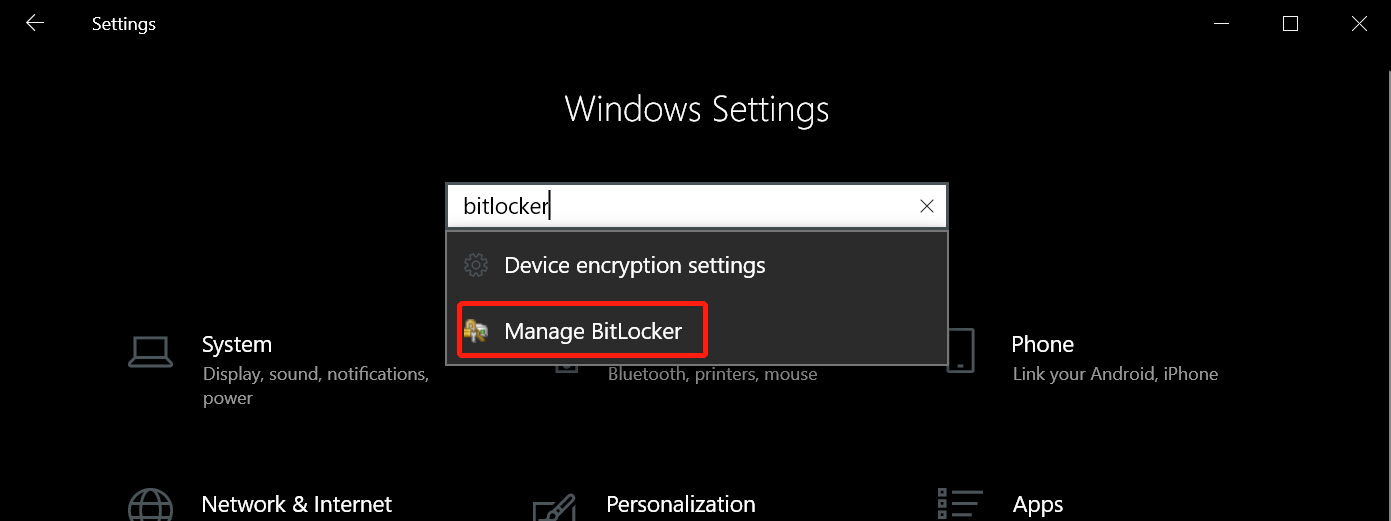 Settings
Windows Settings
bitlocker
Device encryption settings
Manage BitLocker
System
Display, sound, notifications,
power
Bluetooth, printers, mouse
Phone
Link your Android, iPhone
Network & Internet
Personalization
Apps